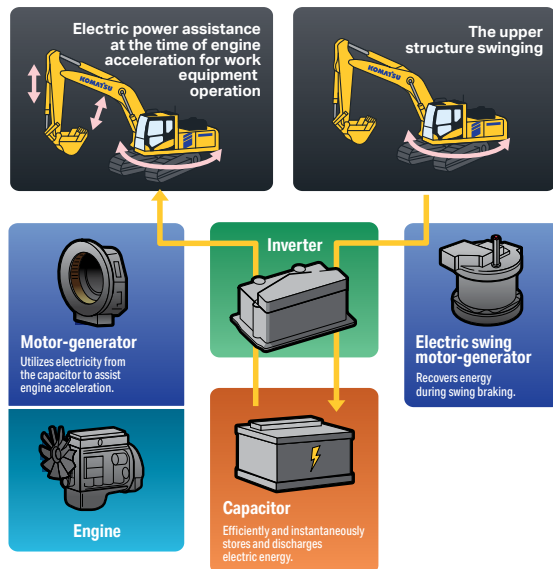 Electric power assistance
at the time of engine
acceleration for work
equipment
operation
KOMATSU
The upper
structure swinging
KOMATSU
Inverter
Motor-generator
Utilizes electricity from
the capacitor to assist
engine acceleration.
Electric swing
motor-generator
Recovers energy
during swing braking.
Engine
Capacitor
Efficiently and instantaneously
stores and discharges
electric energy.